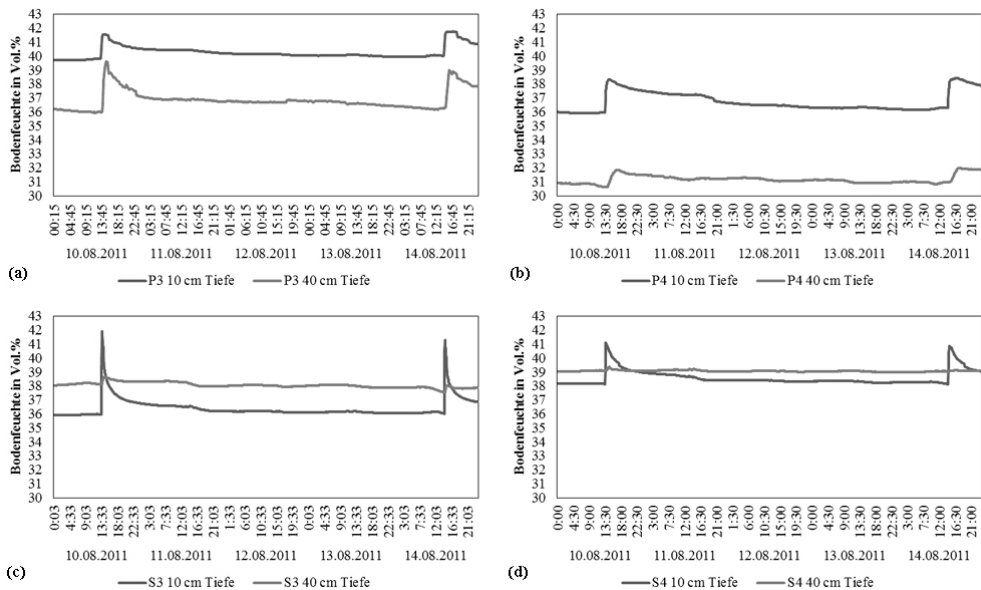 (a)
Bodenfeuchte in Vol.%
43
42
41
40
39
38
37
36
35
34
33
32
31
30
00:15 04:45 09:15 13:45 18:15 22:45 03:15 07:45 12:15 16:45 21:15 01:45 06:15 10:45 15:15 19:45 00:15 04:45 09:15 13:45 18:15 22:45 03:15 07:45 12:15 16:45 21:15
10.08.2011 11.08.2011 12.08.2011 13.08.2011 14.08.2011
P3 10 cm Tiefe P3 40 cm Tiefe
(b)
Bodenfeuchte in Vol.%
43
42
41
40
39
38
37
36
35
34
33
32
31
30
0:00 4:30 9:00 13:30 18:00 22:30 3:00 7:30 12:00 16:30 21:00 1:30 6:00 10:30 15:00 19:30 0:00 4:30 9:00 13:30 18:00 22:30 3:00 7:30 12:00 16:30 21:00
10.08.2011 11.08.2011 12.08.2011 13.08.2011 14.08.2011
P4 10 cm Tiefe P4 40 cm Tiefe
(c)
Bodenfeuchte in Vol.%
43
42
41
40
39
38
37
36
35
34
33
32
31
30
0:03 4:33 9:03 13:33 18:03 22:33 3:03 7:33 12:03 16:33 21:03 1:33 6:03 10:33 15:03 19:33 0:03 4:33 9:03 13:33 18:03 22:33 3:03 7:33 12:03 16:33 21:03
10.08.2011 11.08.2011 12.08.2011 13.08.2011 14.08.2011
S3 10 cm Tiefe S3 40 cm Tiefe
(d)
Bodenfeuchte in Vol.%
43
42
41
40
39
38
37
36
35
34
33
32
31
30
0:00 4:30 9:00 13:30 18:00 22:30 3:00 7:30 12:00 16:30 21:00 1:30 6:00 10:30 15:00 19:30 0:00 4:30 9:00 13:30 18:00 22:30 3:00 7:30 12:00 16:30 21:00
10.08.2011 11.08.2011 12.08.2011 13.08.2011 14.08.2011
S4 10 cm Tiefe S4 40 cm Tiefe